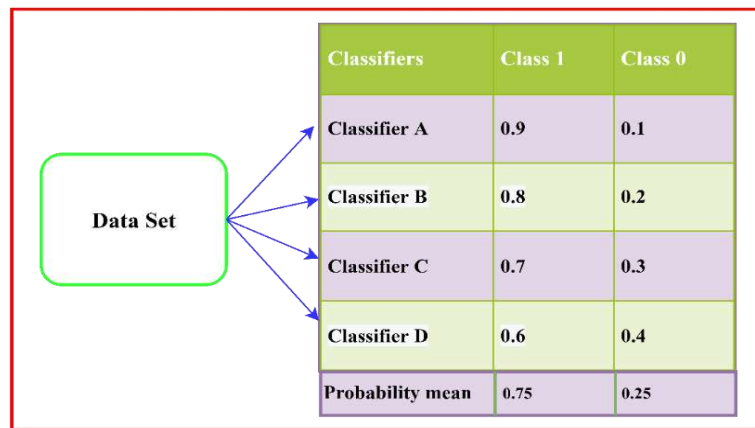 Classifiers Class 1 Class 0
Classifier A 0.9 0.1
Data Set
Classifier B 0.8 0.2
Classifier C 0.7 0.3
Classifier D 0.6 0.4
Probability mean 0.75 0.25